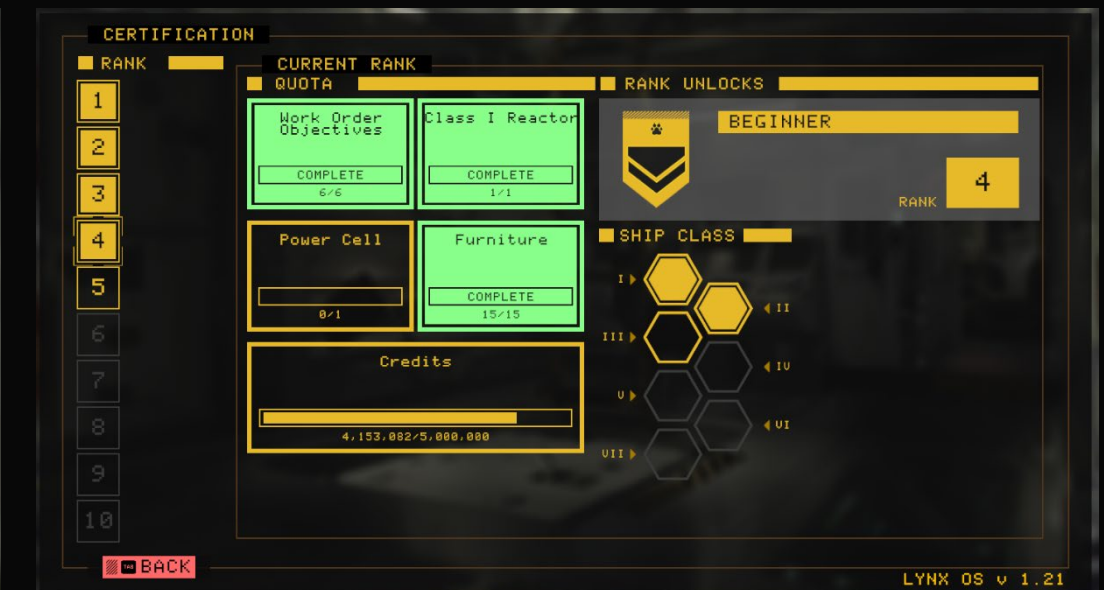 CERTIFICATION
RANK
1
2
3
4
5
6
7
8
9
10
CURRENT RANK
QUOTA
Work Order
Objectives
COMPLETE
6/6
Class I Reactor
COMPLETE
1/1
Power Cell
0/1
Furniture
COMPLETE
15/15
Credits
4,153,082/5,000,000
RANK UNLOCKS
BEGINNER
RANK
4
SHIP CLASS
I
II
III
IV
V
VI
VII
TAB BACK
LYNX OS v 1.21